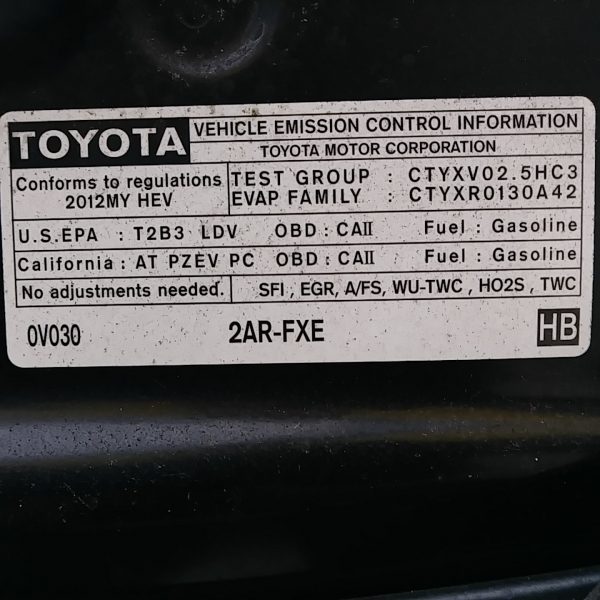 TOYOTA VEHICLE EMISSION CONTROL INFORMATION
TOYOTA MOTOR CORPORATION
Conforms to regulations
2012MY HEV
TEST GROUP : CTYXV02.5HC3
EVAP FAMILY : CTYXR0130A42
U.S.EPA : T2B3 LDV OBD : CAII Fuel : Gasoline
California : AT PZEV PC OBD : CAII Fuel : Gasoline
No adjustments needed. SFI , EGR, A/FS, WU-TWC , HO2S , TWC
0V030 2AR-FXE HB